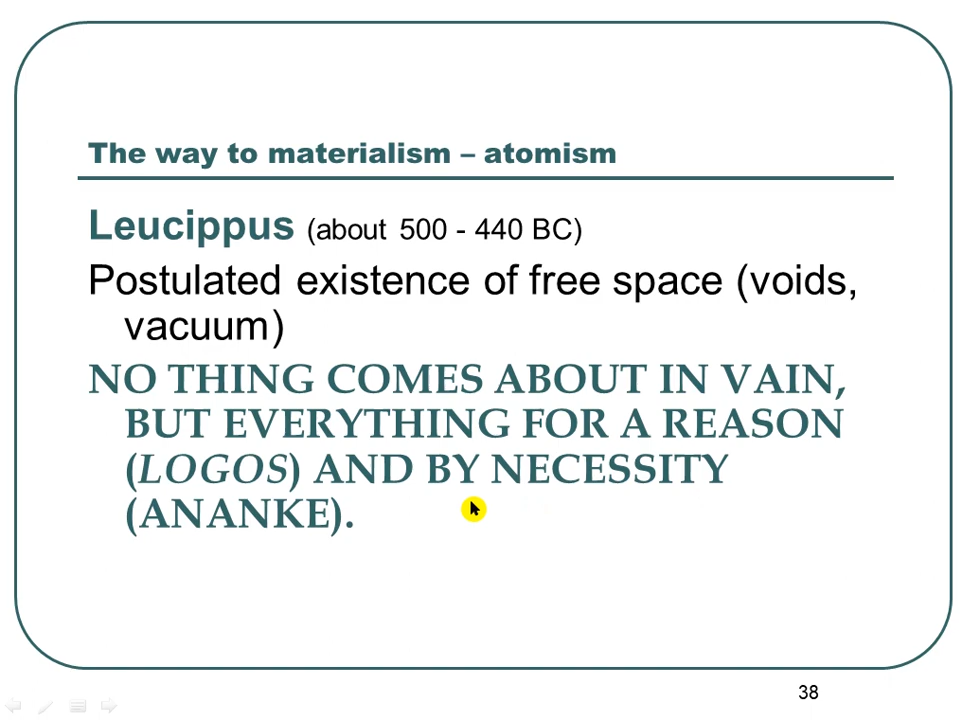 The way to materialism – atomism
Leucippus (about 500 - 440 BC)
Postulated existence of free space (voids,
vacuum)
NO THING COMES ABOUT IN VAIN,
BUT EVERYTHING FOR A REASON
(LOGOS) AND BY NECESSITY
(ANANKE).
38